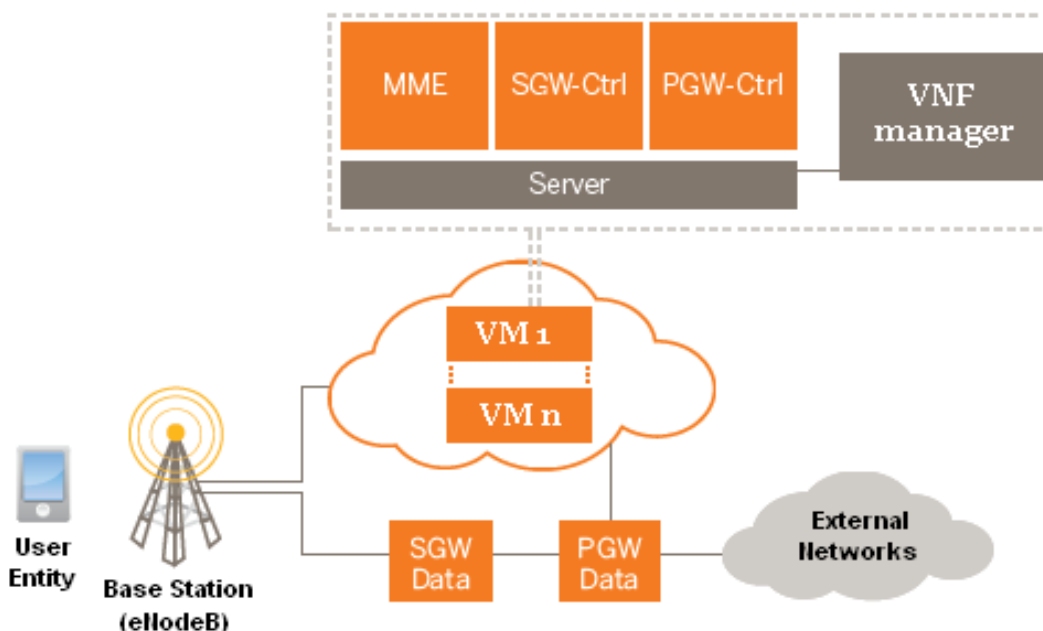 MME
SGW-Ctrl
PGW-Ctrl
VNF
manager
Server
VM 1
VM n
User
Entity
Base Station
(eNodeB)
SGW
Data
PGW
Data
External
Networks